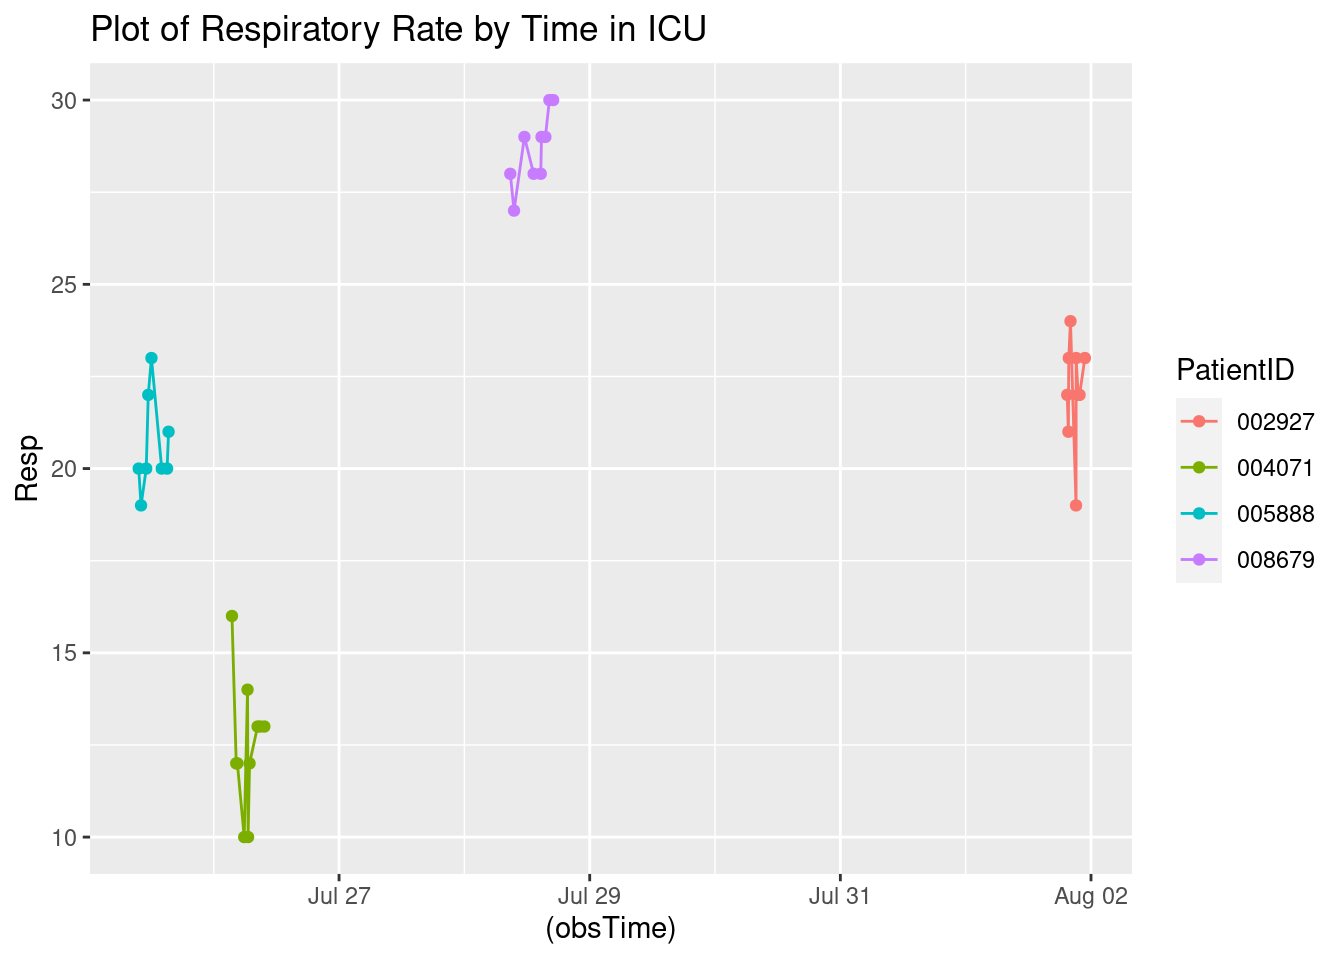 Plot of Respiratory Rate by Time in ICU
30
25
20
15
10
Resp
Jul 27
Jul 29
Jul 31
Aug 02
(obsTime)
PatientID
002927
004071
005888
008679